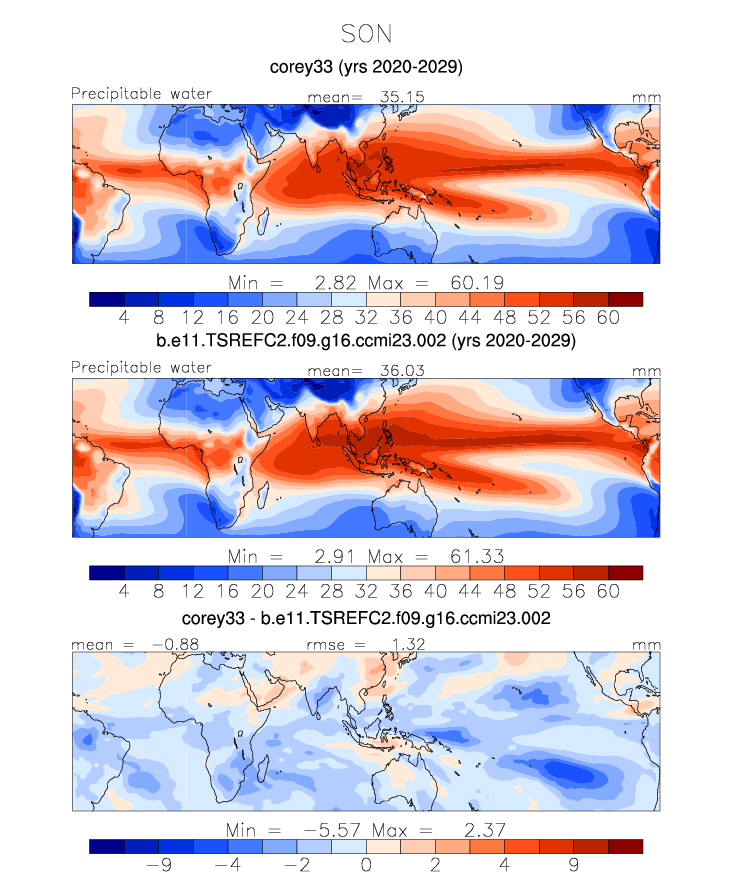 SON
corey33 (yrs 2020-2029)
Precipitable water mean= 35.15 mm
Min = 2.82 Max = 60.19
4 8 12 16 20 24 28 32 36 40 44 48 52 56 60
b.e11.TSREFC2.f09.g16.ccmi23.002 (yrs 2020-2029)
Precipitable water mean= 36.03 mm
Min = 2.91 Max = 61.33
4 8 12 16 20 24 28 32 36 40 44 48 52 56 60
corey33 - b.e11.TSREFC2.f09.g16.ccmi23.002
mean = -0.88 rmse = 1.32 mm
Min = -5.57 Max = 2.37
-9 -4 -2 0 2 4 9